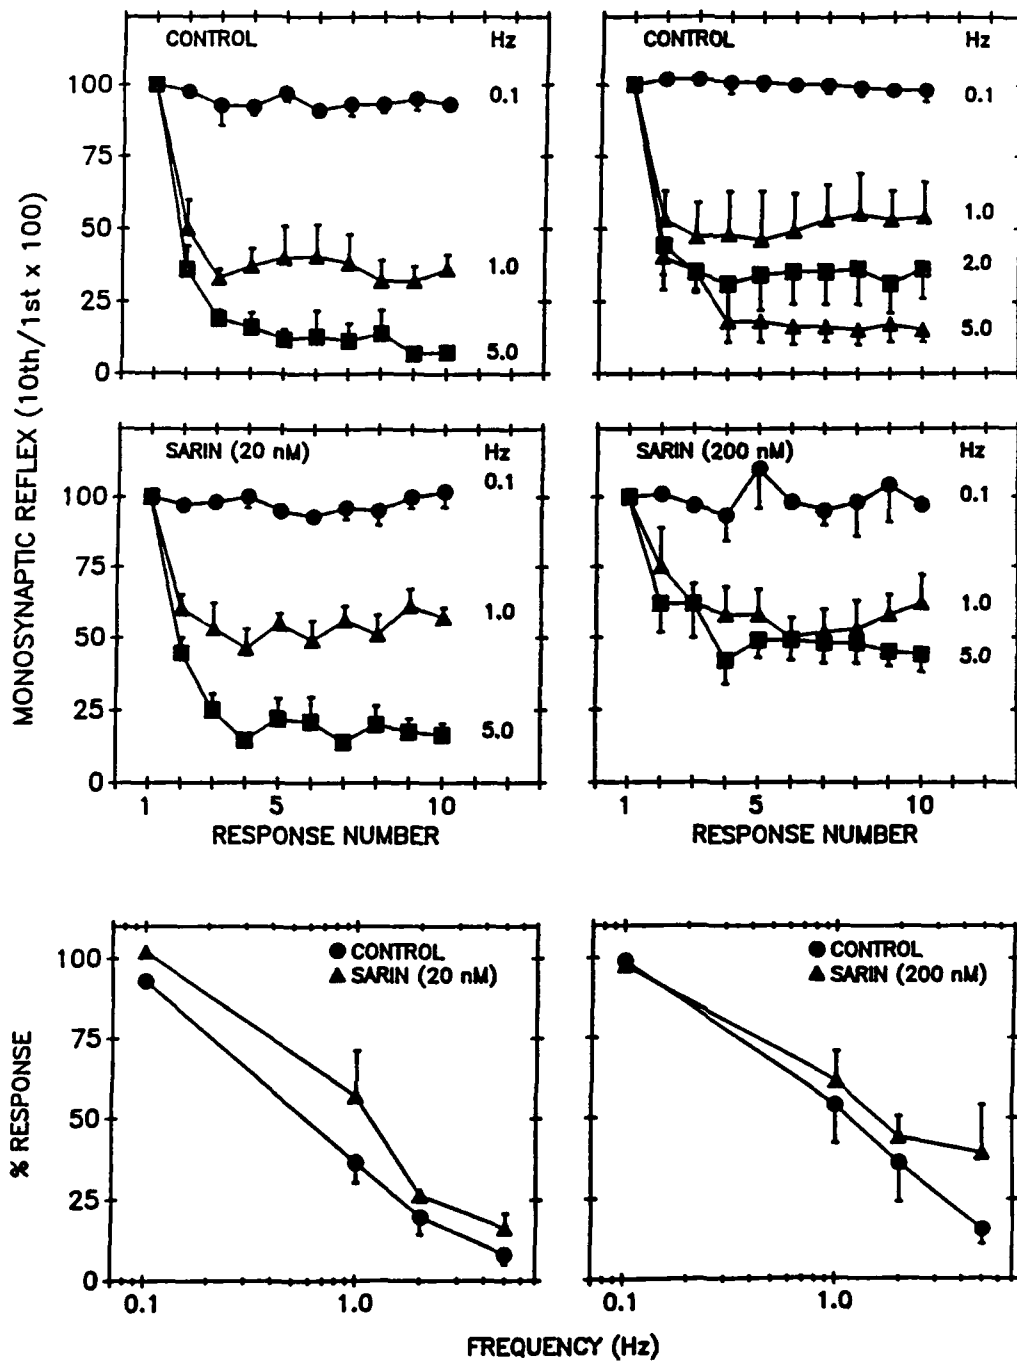 CONTROL Hz
100
75
50
25
0
0.1
1.0
5.0
CONTROL Hz
0.1
1.0
2.0
5.0
MONOSYNAPTIC REFLEX (10th/1st x 100)
SARIN (20 nM) Hz
100
75
50
25
0
0.1
1.0
5.0
1 5 10
RESPONSE NUMBER
SARIN (200 nM) Hz
0.1
1.0
5.0
1 5 10
RESPONSE NUMBER
% RESPONSE
100
75
50
25
0
CONTROL
SARIN (20 nM)
0.1 1.0
CONTROL
SARIN (200 nM)
0.1 1.0
FREQUENCY (Hz)